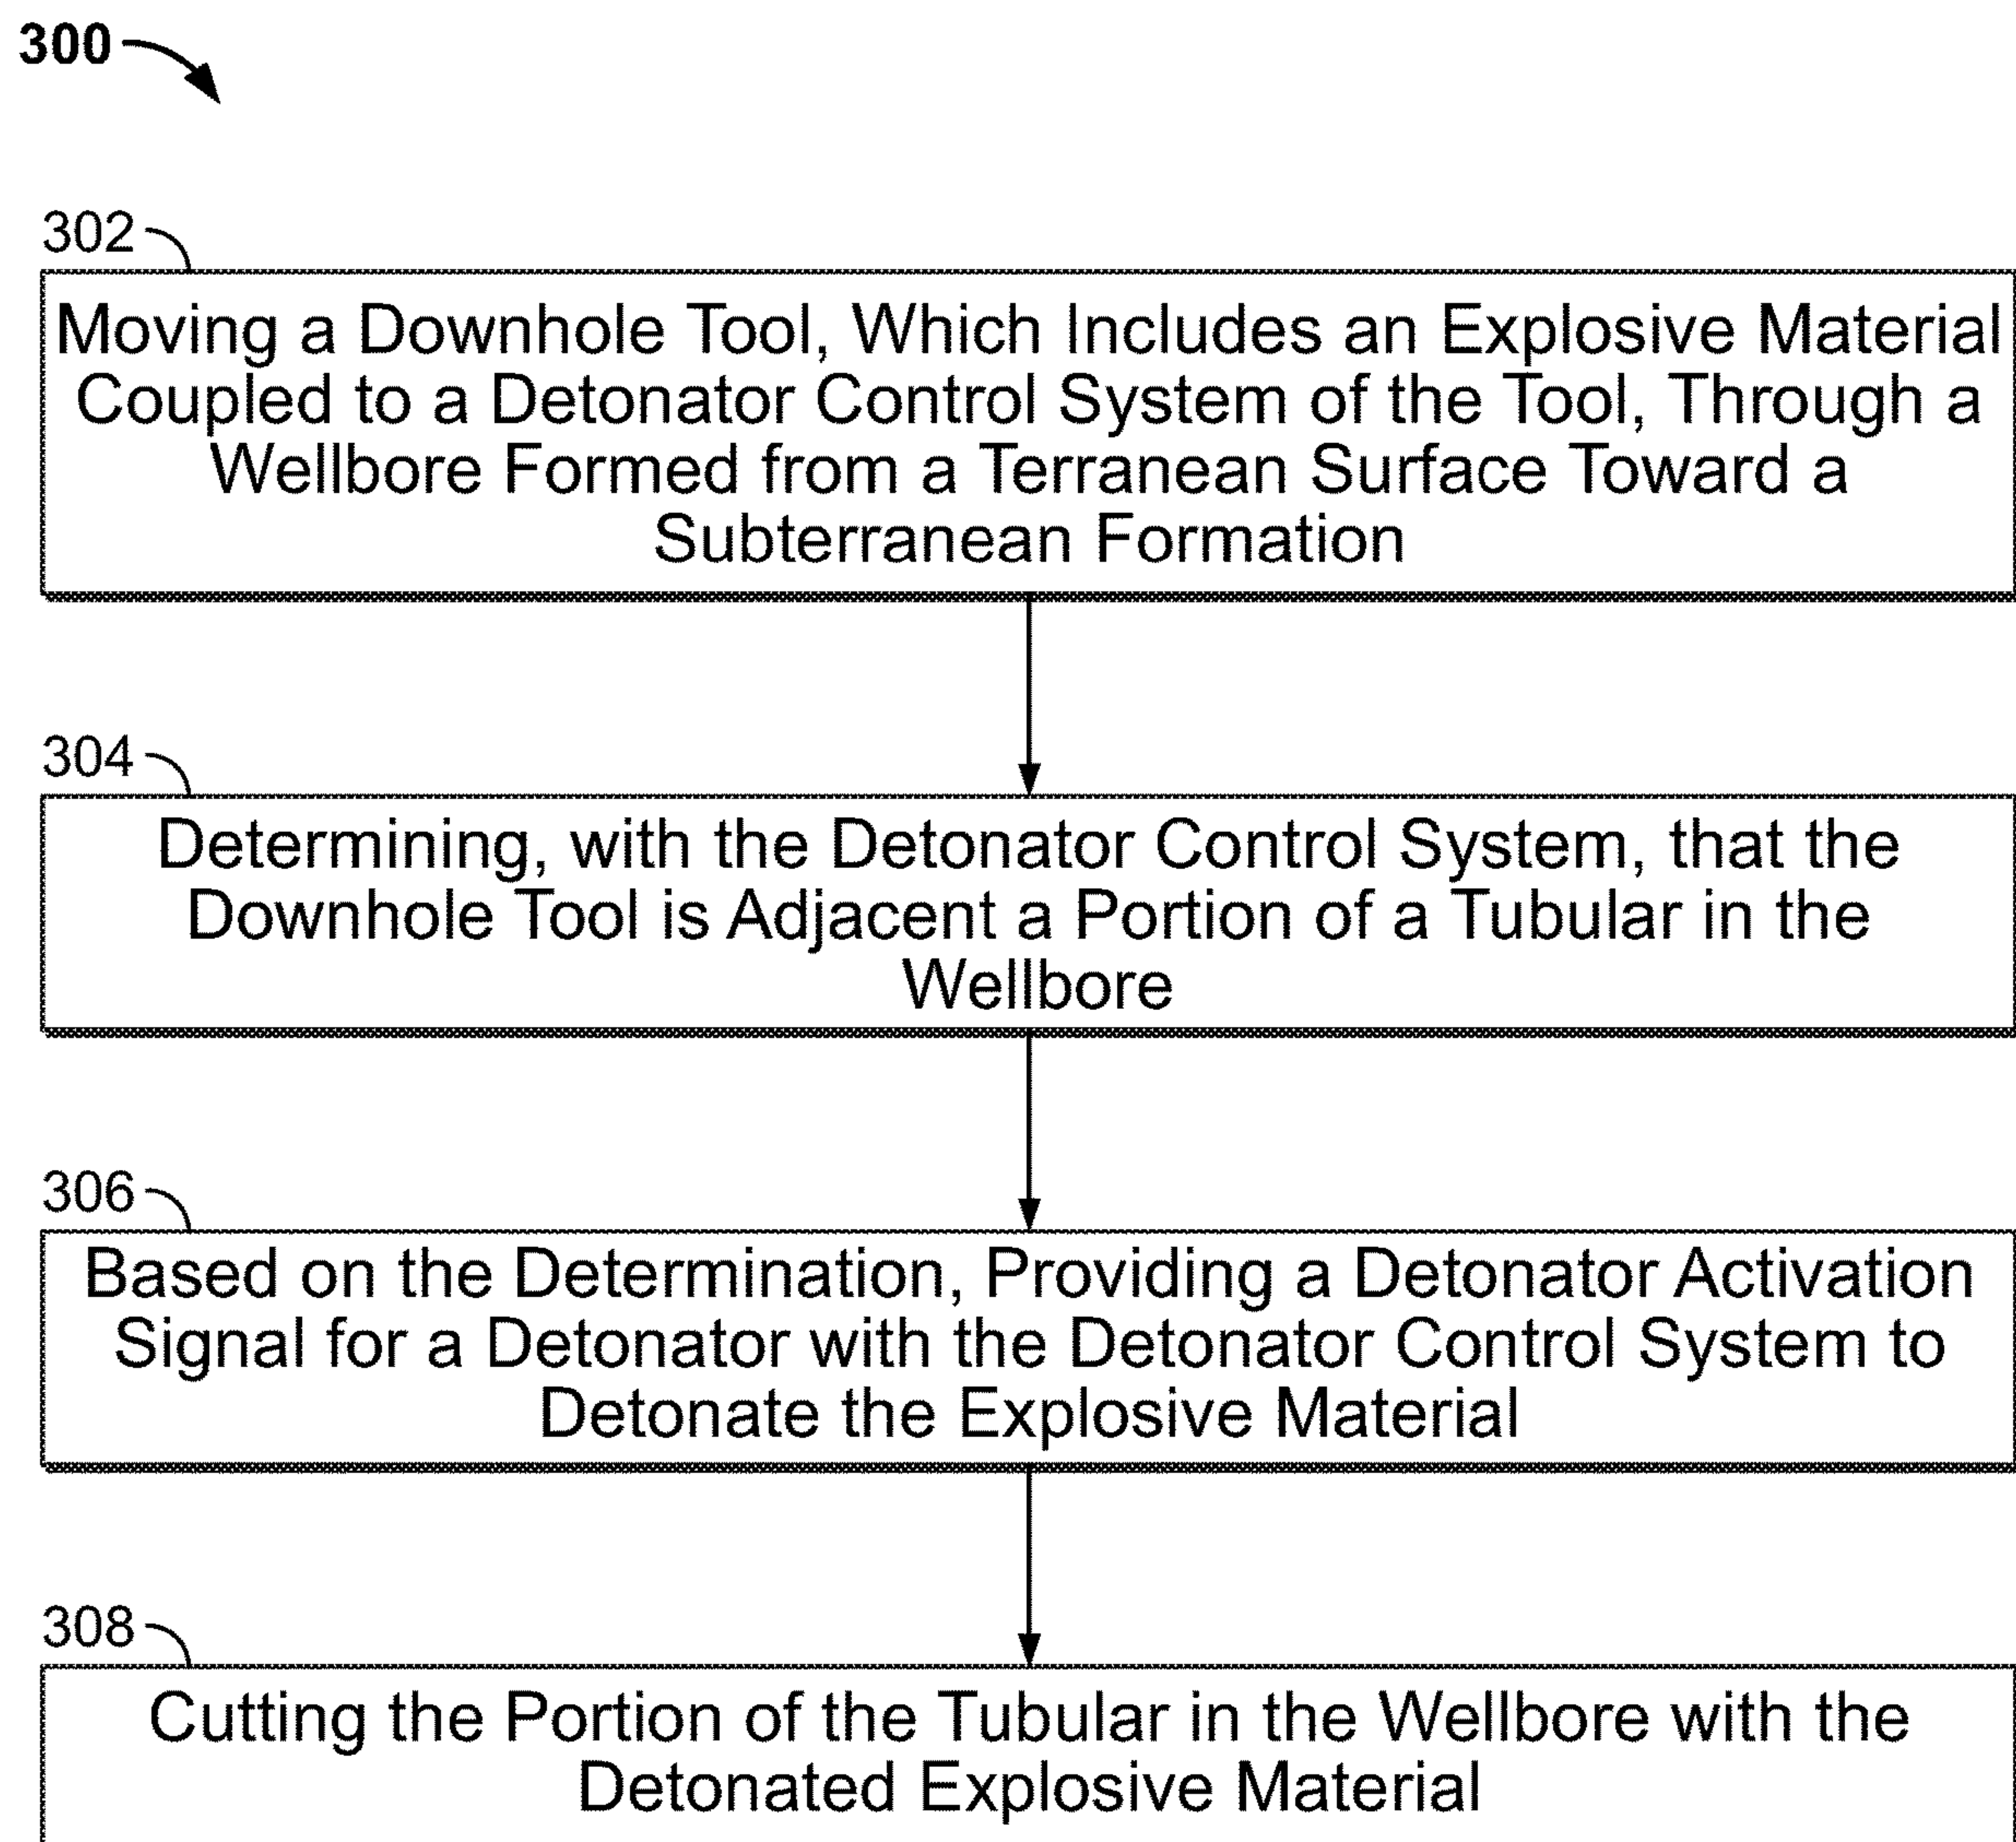 300
302
Moving a Downhole Tool, Which Includes an Explosive Material
Coupled to a Detonator Control System of the Tool, Through a
Wellbore Formed from a Terranean Surface Toward a
Subterranean Formation
304
Determining, with the Detonator Control System, that the
Downhole Tool is Adjacent a Portion of a Tubular in the
Wellbore
306
Based on the Determination, Providing a Detonator Activation
Signal for a Detonator with the Detonator Control System to
Detonate the Explosive Material
308
Cutting the Portion of the Tubular in the Wellbore with the
Detonated Explosive Material